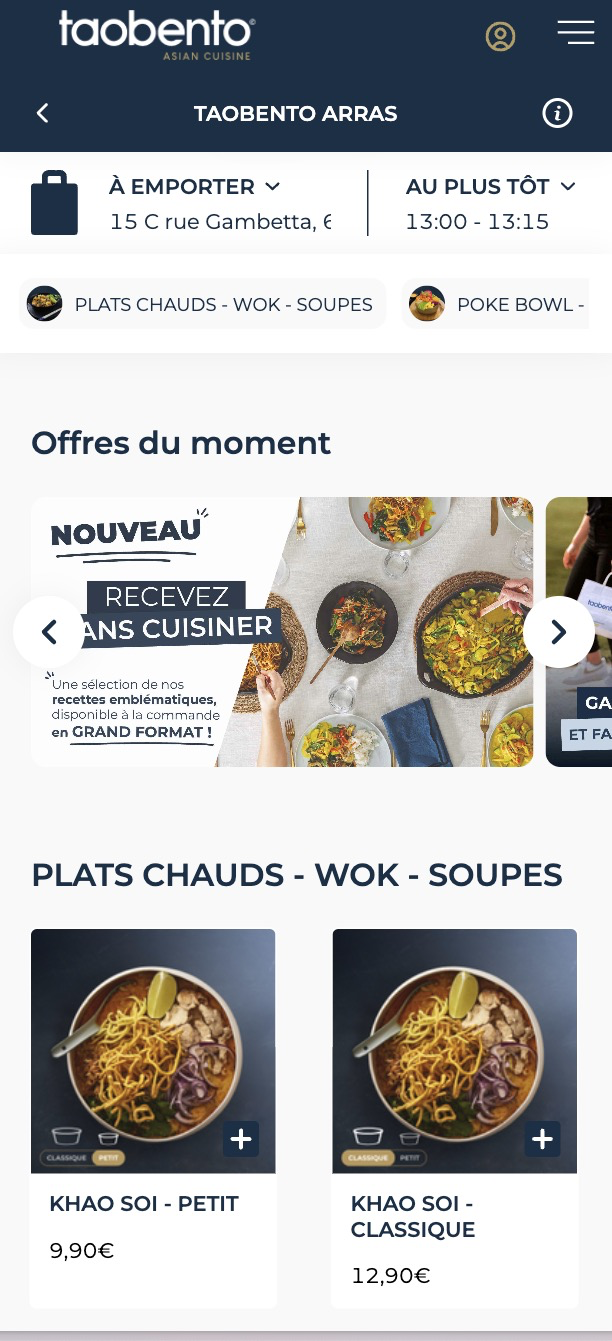 taobento
ASIAN CUISINE
TAOBENTO ARRAS
À EMPORTER
AU PLUS TÔT
15 C rue Gambetta,
13:00 - 13:15
PLATS CHAUDS - WOK - SOUPES
POKE BOWL -
Offres du moment
NOUVEAU
RECEVEZ
ANS CUISINER
Une sélection de nos
recettes emblématiques,
disponible à la commande
en GRAND FORMAT !
taobento
GA
ET FA
PLATS CHAUDS - WOK - SOUPES
CLASSIQUE PETIT
CLASSIQUE PETIT
KHAO SOI - PETIT
9,90€
KHAO SOI -
CLASSIQUE
12,90€